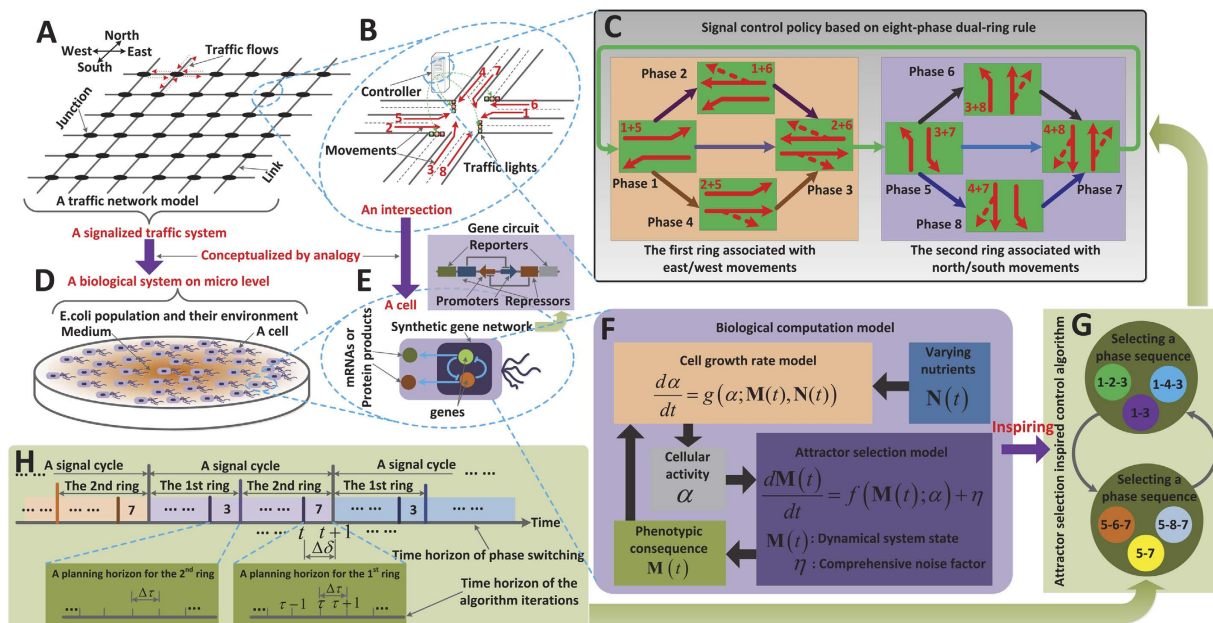 A
North
West
East
South
Traffic flows
Junction
Link
A traffic network model
A signalized traffic system
Conceptualized by analogy
A biological system on micro level
B
Controller
4
7
6
5
1
2
Movements
3
8
Traffic lights
An intersection
A cell
C
Signal control policy based on eight-phase dual-ring rule
Phase 2
1+6
1+5
2+6
Phase 1
2+5
Phase 3
Phase 4
The first ring associated with
east/west movements
Phase 6
3+8
3+7
4+8
Phase 5
4+7
Phase 7
Phase 8
The second ring associated with
north/south movements
D
E.coli population and their environment
Medium
A cell
E
Gene circuit
Reporters
Promoters
Repressors
Synthetic gene network
mRNAs or
Protein products
genes
F
Biological computation model
Cell growth rate model
dα/dt = g(α; M(t), N(t))
Varying
nutrients
N(t)
Cellular
activity
α
Attractor selection model
dM(t)/dt = f(M(t); α) + η
Phenotypic
consequence
M(t)
M(t): Dynamical system state
η : Comprehensive noise factor
Inspiring
G
Attractor selection inspired control algorithm
Selecting a
phase sequence
1-2-3
1-4-3
1-3
Selecting a
phase sequence
5-6-7
5-8-7
5-7
H
A signal cycle
A signal cycle
A signal cycle
... ...
... ...
The 2nd ring
The 1st ring
The 2nd ring
The 1st ring
... ...
... 7
... ...
3
... ...
7
... ...
... 3
... ...
Time
... ...
t
t+1
... ...
Δδ
Time horizon of phase switching
A planning horizon for the 2nd ring
Δτ
...
...
A planning horizon for the 1st ring
Δτ
...
τ−1
τ
τ+1
...
Time horizon of the
algorithm iterations